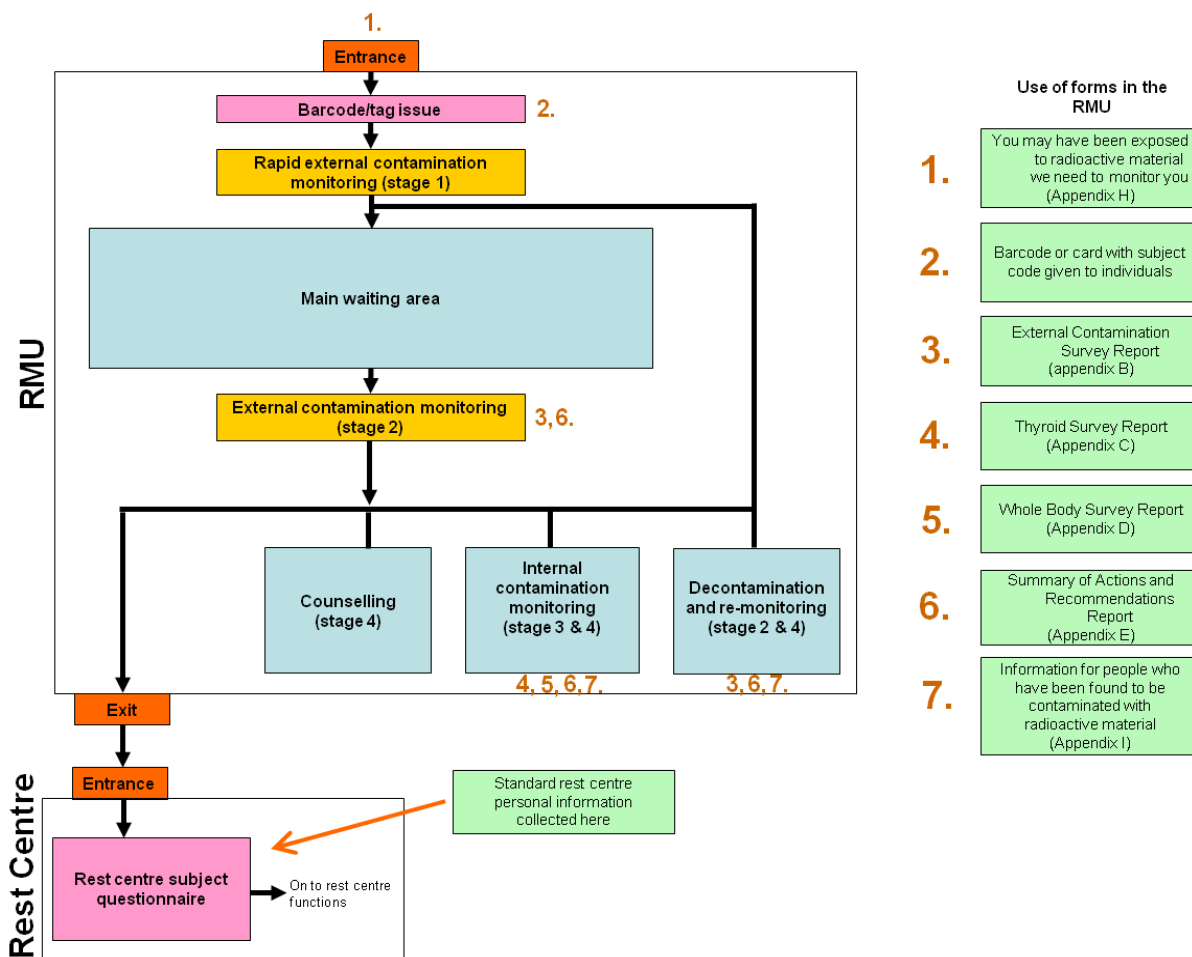 1.
Entrance
Barcode/tag issue
2.
Rapid external contamination
monitoring (stage 1)
Main waiting area
RMU
External contamination monitoring
(stage 2)
3, 6.
Counselling
(stage 4)
Internal
contamination
monitoring
(stage 3 & 4)
Decontamination
and re-monitoring
(stage 2 & 4)
4, 5, 6, 7.
3, 6, 7.
Exit
Entrance
Rest Centre
Standard rest centre
personal information
collected here
Rest centre subject
questionnaire
On to rest centre
functions
Use of forms in the
RMU
1.
You may have been exposed
to radioactive material
we need to monitor you
(Appendix H)
2.
Barcode or card with subject
code given to individuals
3.
External Contamination
Survey Report
(appendix B)
4.
Thyroid Survey Report
(Appendix C)
5.
Whole Body Survey Report
(Appendix D)
6.
Summary of Actions and
Recommendations
Report
(Appendix E)
7.
Information for people who
have been found to be
contaminated with
radioactive material
(Appendix I)